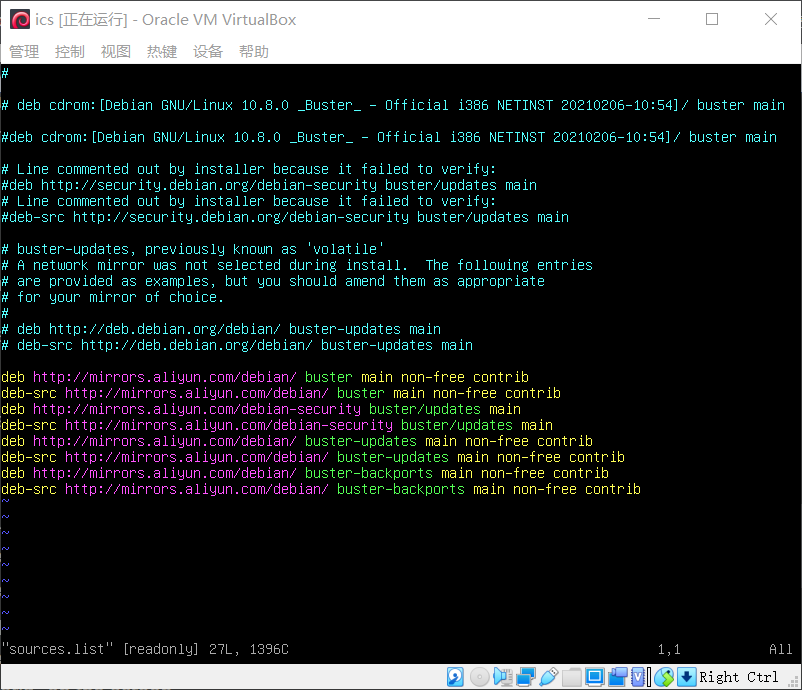 ics [正在运行] - Oracle VM VirtualBox
管理 控制 视图 热键 设备 帮助
#
# deb cdrom:[Debian GNU/Linux 10.8.0 _Buster_ - Official i386 NETINST 20210206-10:54]/ buster main
#deb cdrom:[Debian GNU/Linux 10.8.0 _Buster_ - Official i386 NETINST 20210206-10:54]/ buster main
# Line commented out by installer because it failed to verify:
#deb http://security.debian.org/debian-security buster/updates main
# Line commented out by installer because it failed to verify:
#deb-src http://security.debian.org/debian-security buster/updates main
# buster-updates, previously known as 'volatile'
# A network mirror was not selected during install.  The following entries
# are provided as examples, but you should amend them as appropriate
# for your mirror of choice.
#
# deb http://deb.debian.org/debian/ buster-updates main
# deb-src http://deb.debian.org/debian/ buster-updates main
deb http://mirrors.aliyun.com/debian/ buster main non-free contrib
deb-src http://mirrors.aliyun.com/debian/ buster main non-free contrib
deb http://mirrors.aliyun.com/debian-security buster/updates main
deb-src http://mirrors.aliyun.com/debian-security buster/updates main
deb http://mirrors.aliyun.com/debian/ buster-updates main non-free contrib
deb-src http://mirrors.aliyun.com/debian/ buster-updates main non-free contrib
deb http://mirrors.aliyun.com/debian/ buster-backports main non-free contrib
deb-src http://mirrors.aliyun.com/debian/ buster-backports main non-free contrib
~
~
~
~
~
~
~
~
~
"sources.list" [readonly] 27L, 1396C 1,1 All
Right Ctrl